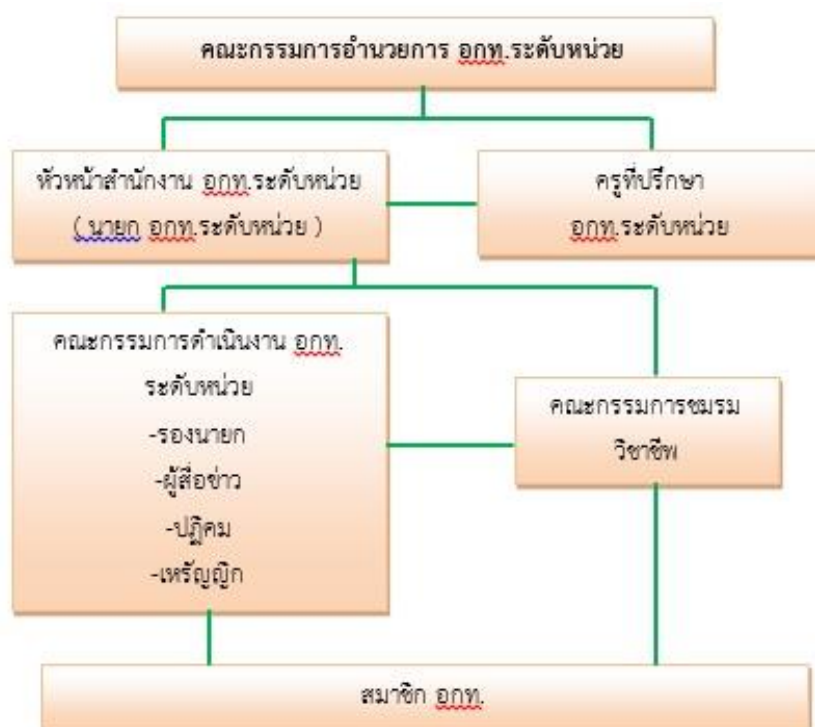 คณะกรรมการอำนวยการ อกท.ระดับหน่วย
หัวหน้าสำนักงาน อกท.ระดับหน่วย
( นายก อกท.ระดับหน่วย )
ครูที่ปรึกษา
อกท.ระดับหน่วย
คณะกรรมการดำเนินงาน อกท.
ระดับหน่วย
-รองนายก
-ผู้สื่อข่าว
-ปฏิคม
-เหรัญญิก
คณะกรรมการชมรม
วิชาชีพ
สมาชิก อกท.